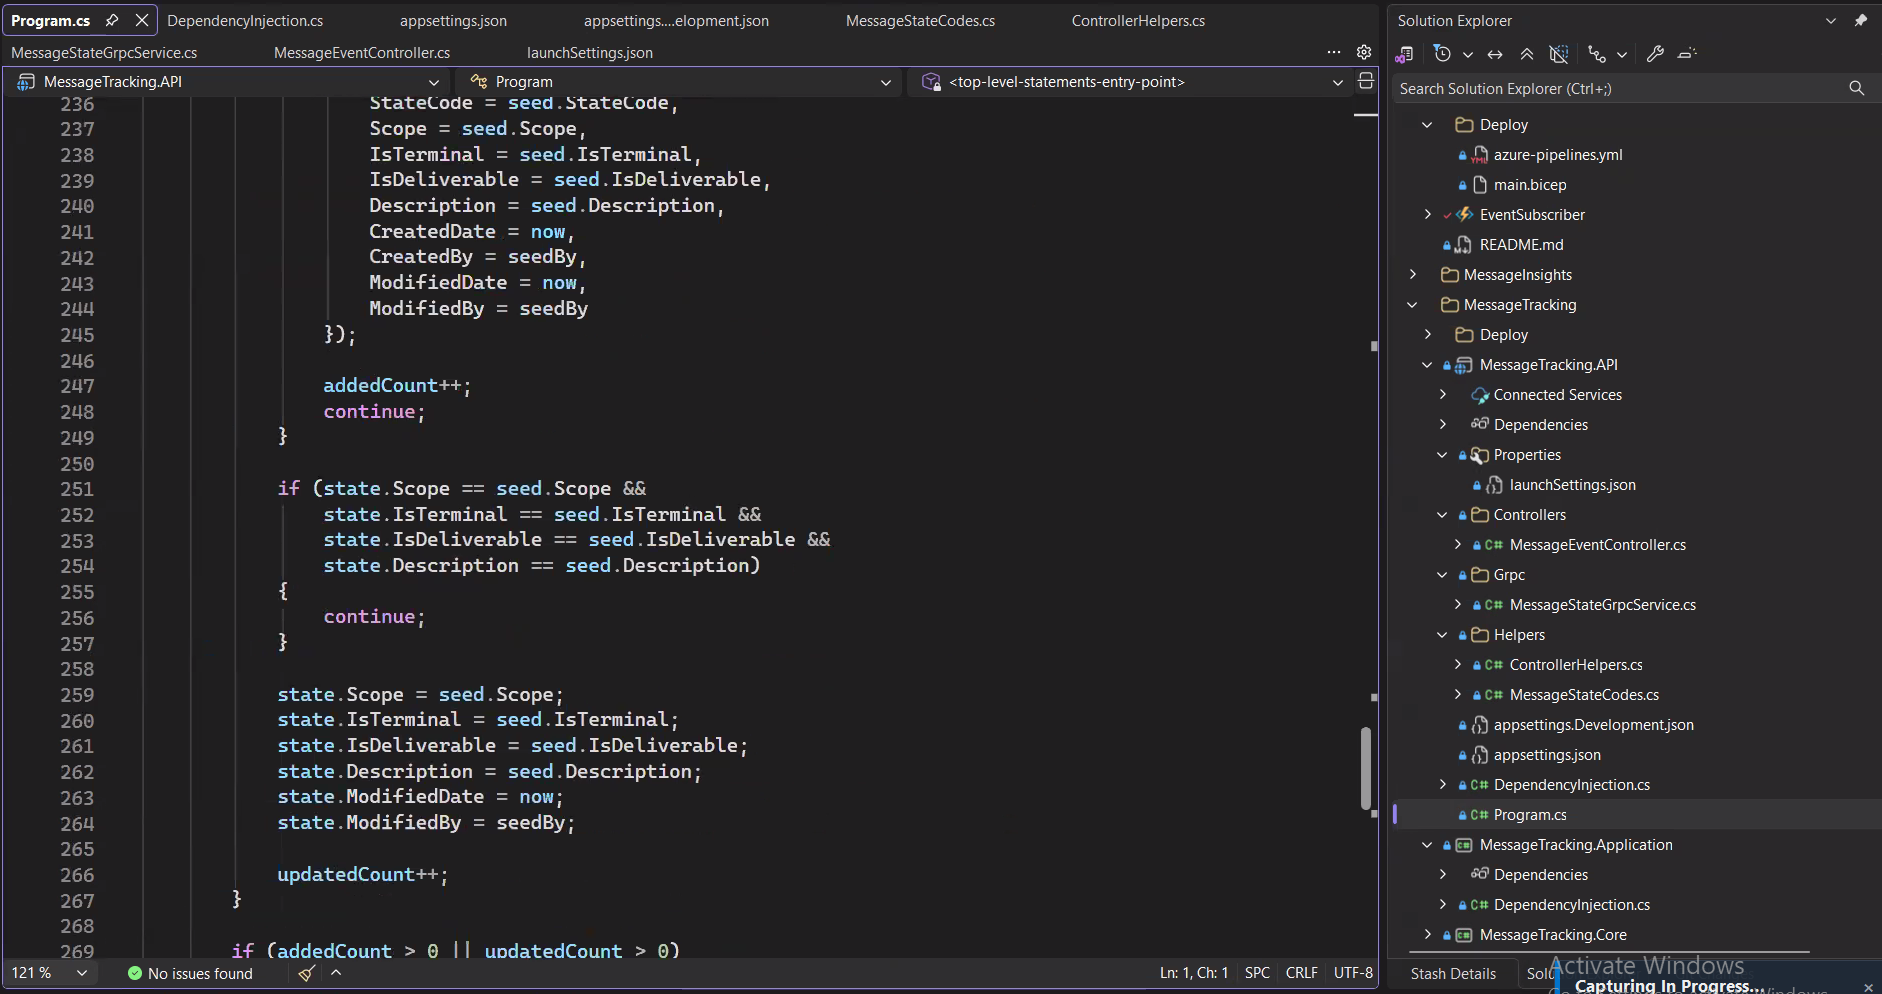 Program.cs
DependencyInjection.cs
appsettings.json
appsettings....elopment.json
MessageStateCodes.cs
ControllerHelpers.cs
MessageStateGrpcService.cs
MessageEventController.cs
launchSettings.json
MessageTracking.API
Program
<top-level-statements-entry-point>
236 StateCode = seed.StateCode,
237 Scope = seed.Scope,
238 IsTerminal = seed.IsTerminal,
239 IsDeliverable = seed.IsDeliverable,
240 Description = seed.Description,
241 CreatedDate = now,
242 CreatedBy = seedBy,
243 ModifiedDate = now,
244 ModifiedBy = seedBy
245 });
246
247 addedCount++;
248 continue;
249 }
250
251 if (state.Scope == seed.Scope &&
252 state.IsTerminal == seed.IsTerminal &&
253 state.IsDeliverable == seed.IsDeliverable &&
254 state.Description == seed.Description)
255 {
256 continue;
257 }
258
259 state.Scope = seed.Scope;
260 state.IsTerminal = seed.IsTerminal;
261 state.IsDeliverable = seed.IsDeliverable;
262 state.Description = seed.Description;
263 state.ModifiedDate = now;
264 state.ModifiedBy = seedBy;
265
266 updatedCount++;
267 }
268
269 if (addedCount > 0 || updatedCount > 0)
121 %
No issues found
Ln: 1, Ch: 1
SPC
CRLF
UTF-8
Solution Explorer
Search Solution Explorer (Ctrl+;)
Deploy
azure-pipelines.yml
main.bicep
EventSubscriber
README.md
MessageInsights
MessageTracking
Deploy
MessageTracking.API
Connected Services
Dependencies
Properties
launchSettings.json
Controllers
MessageEventController.cs
Grpc
MessageStateGrpcService.cs
Helpers
ControllerHelpers.cs
MessageStateCodes.cs
appsettings.Development.json
appsettings.json
DependencyInjection.cs
Program.cs
MessageTracking.Application
Dependencies
DependencyInjection.cs
MessageTracking.Core
Stash Details
Activate Windows
Capturing In Progress...